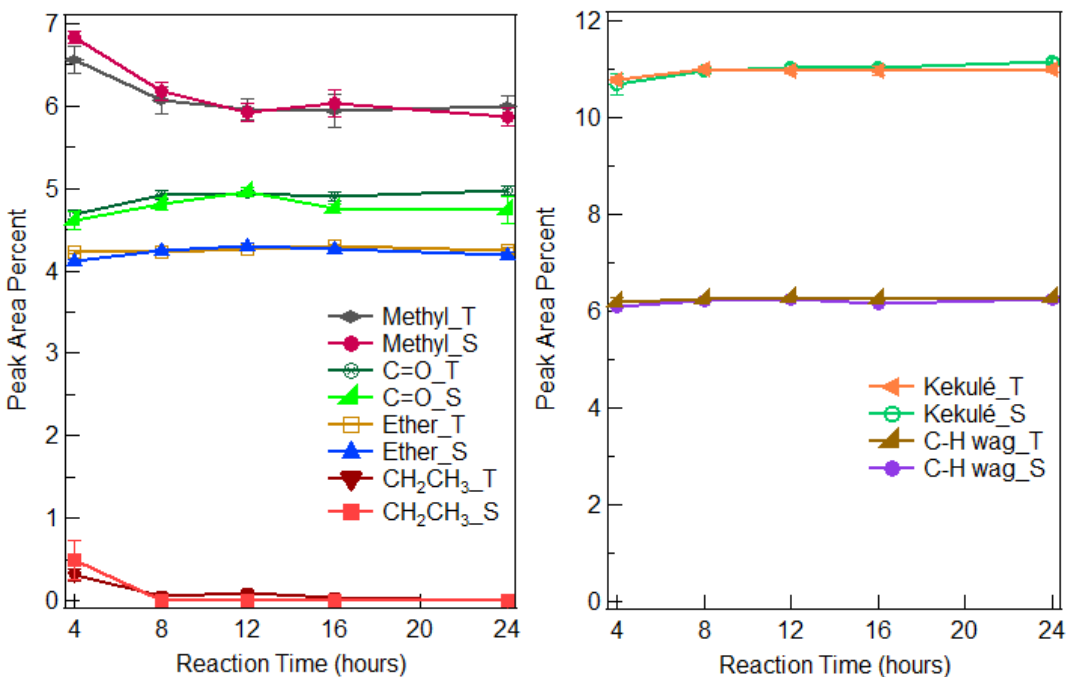 7
6
5
4
3
2
1
0
Peak Area Percent
Methyl_T
Methyl_S
C=O_T
C=O_S
Ether_T
Ether_S
CH₂CH₃_T
CH₂CH₃_S
4 8 12 16 20 24
Reaction Time (hours)
12
10
8
6
4
2
0
Peak Area Percent
Kekulé_T
Kekulé_S
C-H wag_T
C-H wag_S
4 8 12 16 20 24
Reaction Time (hours)